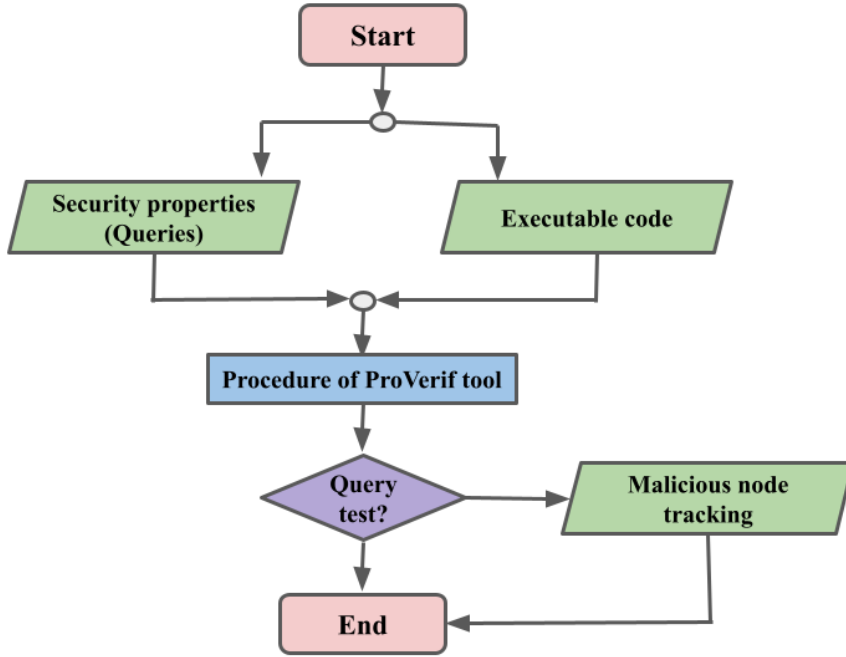 Start
Security properties
(Queries)
Executable code
Procedure of ProVerif tool
Query
test?
Malicious node
tracking
End